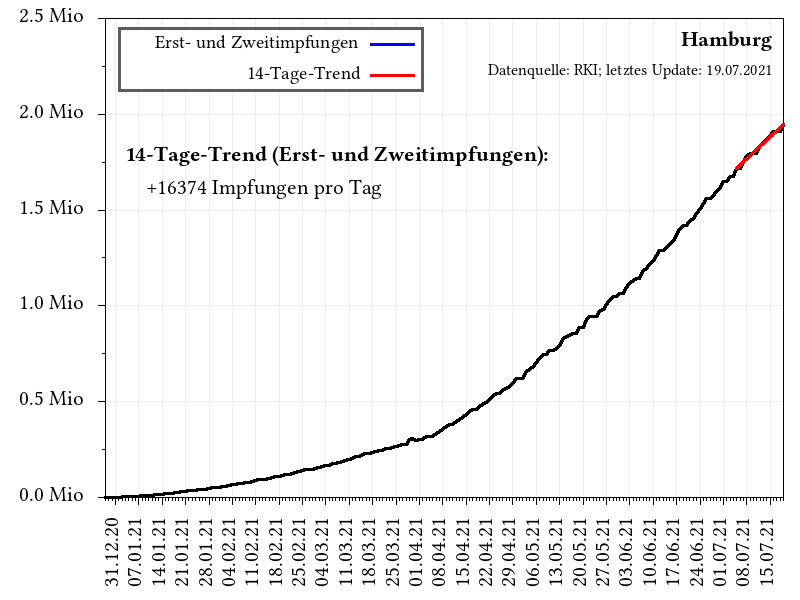 2.5 Mio
2.0 Mio
1.5 Mio
1.0 Mio
0.5 Mio
0.0 Mio
Erst- und Zweitimpfungen
14-Tage-Trend
Hamburg
Datenquelle: RKI; letztes Update: 19.07.2021
14-Tage-Trend (Erst- und Zweitimpfungen):
+16374 Impfungen pro Tag
31.12.20
07.01.21
14.01.21
21.01.21
28.01.21
04.02.21
11.02.21
18.02.21
25.02.21
04.03.21
11.03.21
18.03.21
25.03.21
01.04.21
08.04.21
15.04.21
22.04.21
29.04.21
06.05.21
13.05.21
20.05.21
27.05.21
03.06.21
10.06.21
17.06.21
24.06.21
01.07.21
08.07.21
15.07.21